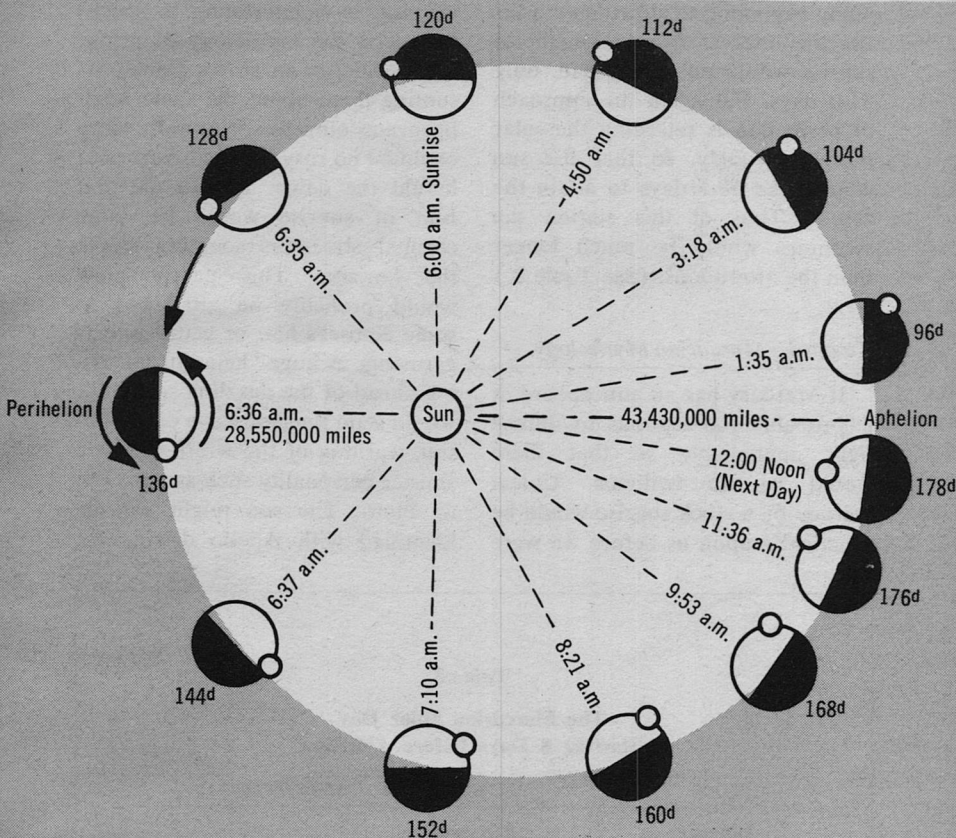 120d
112d
128d
104d
6:00 a.m. Sunrise
4:50 a.m.
3:18 a.m.
6:35 a.m.
96d
1:35 a.m.
Perihelion
6:36 a.m.
28,550,000 miles
Sun
43,430,000 miles
Aphelion
136d
12:00 Noon
(Next Day)
178d
11:36 a.m.
6:37 a.m.
9:53 a.m.
176d
7:10 a.m.
8:21 a.m.
144d
168d
152d
160d